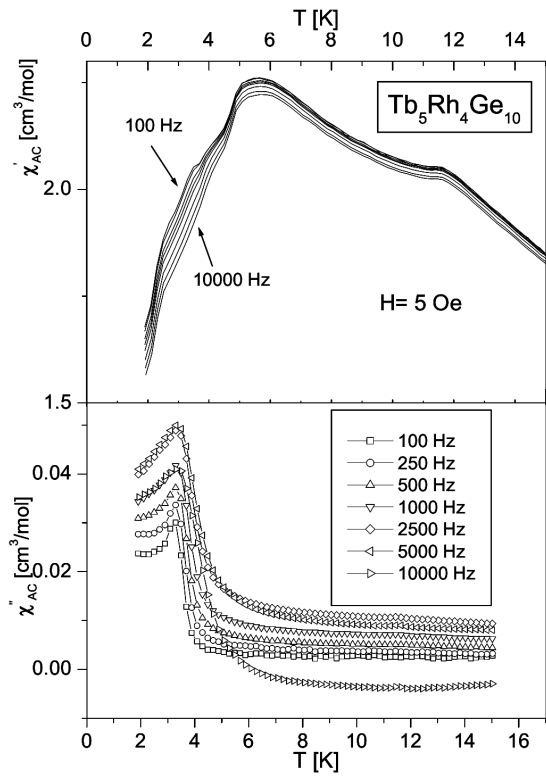 T [K]
0 2 4 6 8 10 12 14
χ'AC [cm³/mol]
2.0
1.5
Tb₅Rh₄Ge₁₀
100 Hz
10000 Hz
H= 5 Oe
χ''AC [cm³/mol]
0.04
0.02
0.00
100 Hz
250 Hz
500 Hz
1000 Hz
2500 Hz
5000 Hz
10000 Hz
0 2 4 6 8 10 12 14 16
T [K]